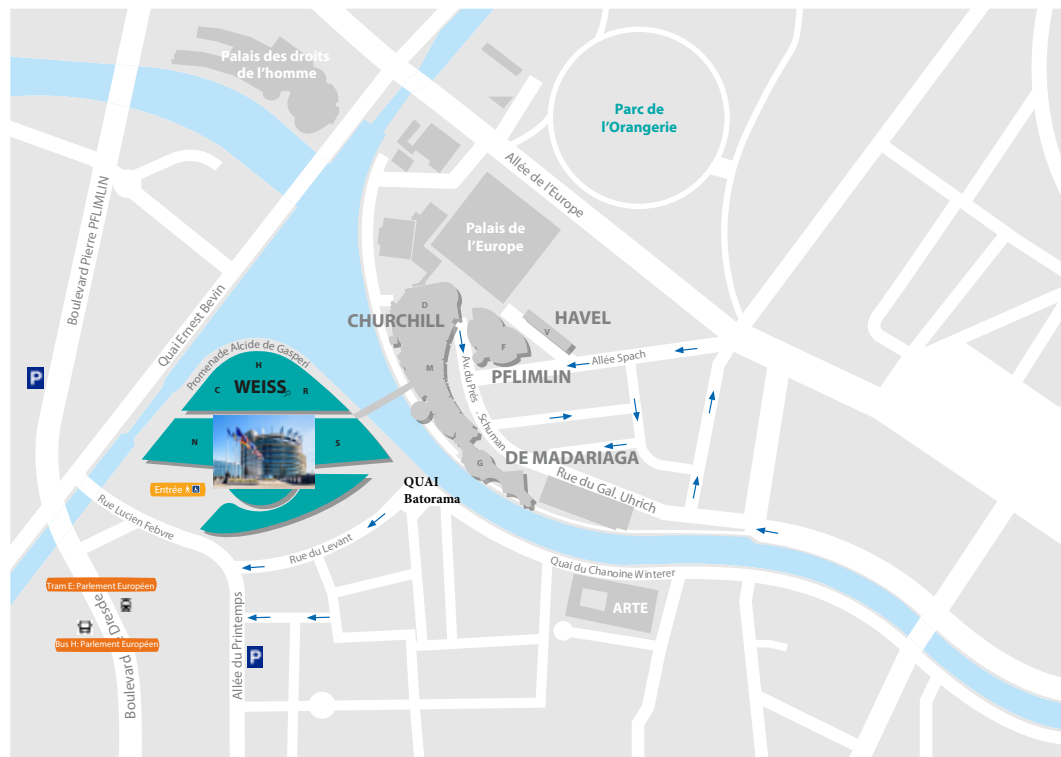 Palais des droits
de l'homme
Parc de
l'Orangerie
Allée de l'Europe
Palais de
l'Europe
Boulevard Pierre PFLIMLIN
Quai Ernest Bevin
Promenade Alcide de Gasperi
CHURCHILL
D
M
G
HAVEL
V
F
PFLIMLIN
Allée Spach
Av. du Prés. Schuman
DE MADARIAGA
Rue du Gal. Uhrich
P
H
C
WEISS
R
N
S
QUAI
Batorama
Entrée
Rue Lucien Febvre
Rue du Levant
Quai du Chanoine Winterer
ARTE
Tram E: Parlement Européen
Bus H: Parlement Européen
Boulevard
Dresde
Allée du Printemps
P